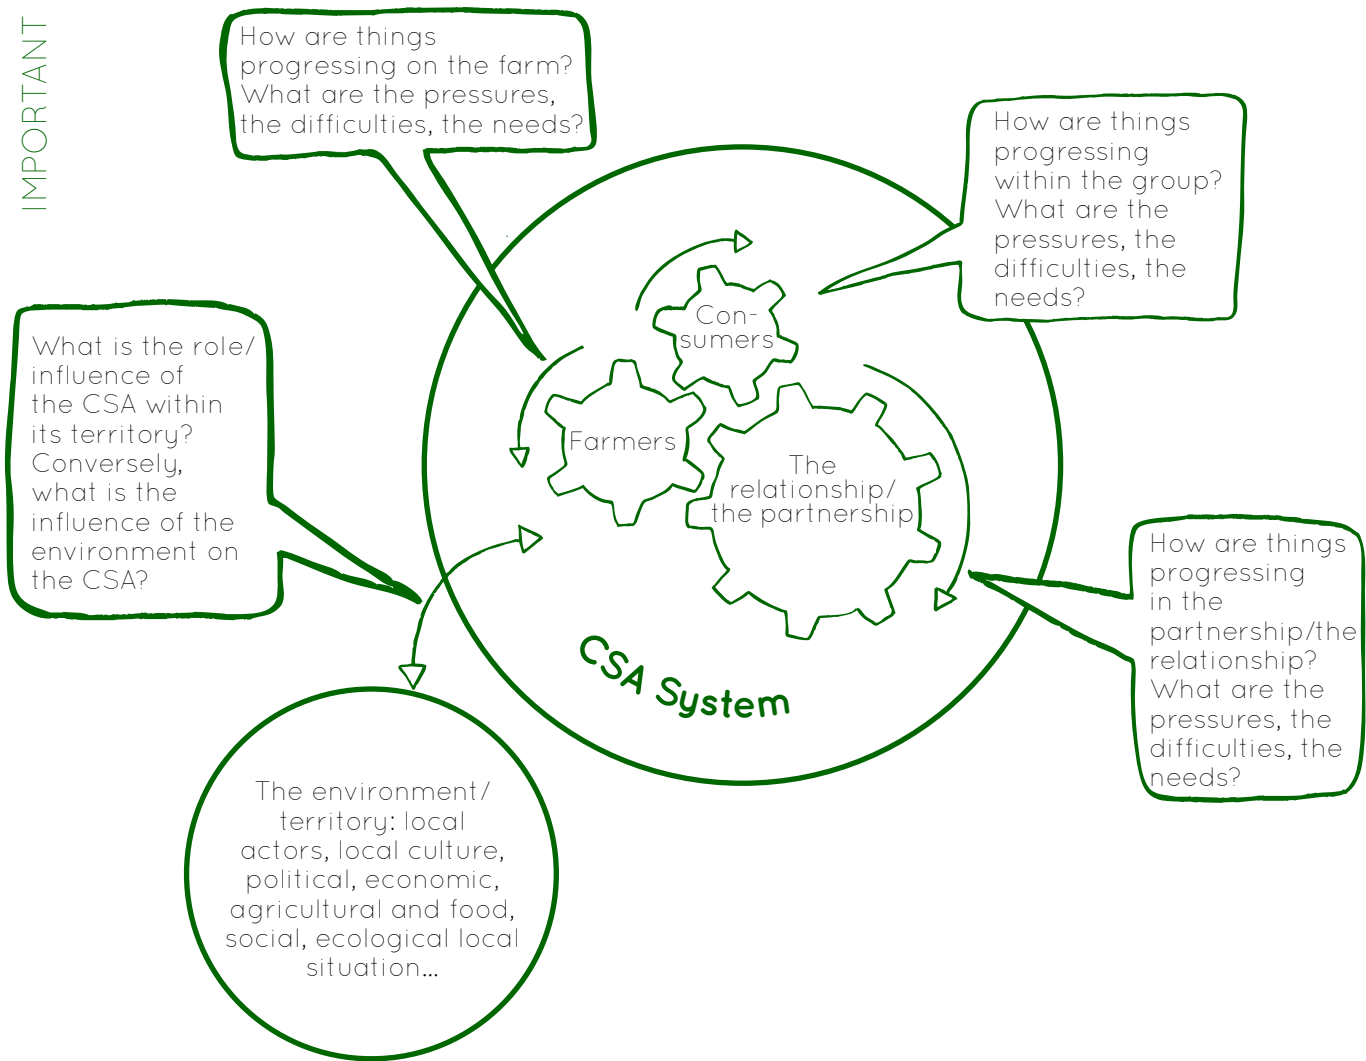 IMPORTANT
How are things
progressing on the farm?
What are the pressures,
the difficulties, the needs?
How are things
progressing
within the group?
What are the
pressures, the
difficulties, the
needs?
What is the role/
influence of
the CSA within
its territory?
Conversely,
what is the
influence of the
environment on
the CSA?
Con-
sumers
Farmers
The
relationship/
the partnership
How are things
progressing
in the
partnership/the
relationship?
What are the
pressures, the
difficulties, the
needs?
CSA System
The environment/
territory: local
actors, local culture,
political, economic,
agricultural and food,
social, ecological local
situation...